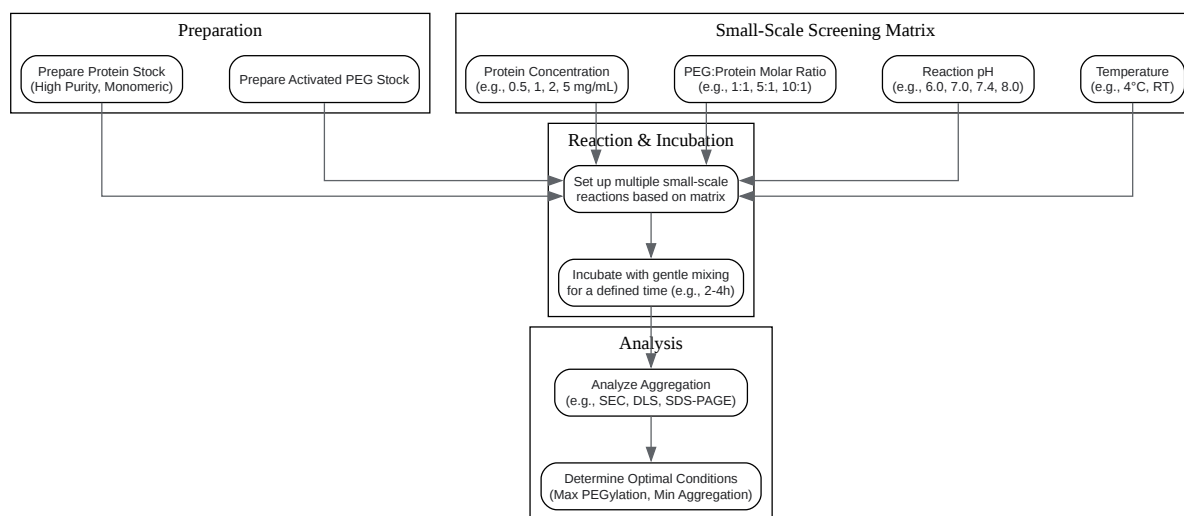 Preparation
Prepare Protein Stock
(High Purity, Monomeric)
Prepare Activated PEG Stock
Small-Scale Screening Matrix
Protein Concentration
(e.g., 0.5, 1, 2, 5 mg/mL)
PEG:Protein Molar Ratio
(e.g., 1:1, 5:1, 10:1)
Reaction pH
(e.g., 6.0, 7.0, 7.4, 8.0)
Temperature
(e.g., 4°C, RT)
Reaction & Incubation
Set up multiple small-scale
reactions based on matrix
Incubate with gentle mixing
for a defined time (e.g., 2-4h)
Analysis
Analyze Aggregation
(e.g., SEC, DLS, SDS-PAGE)
Determine Optimal Conditions
(Max PEGylation, Min Aggregation)